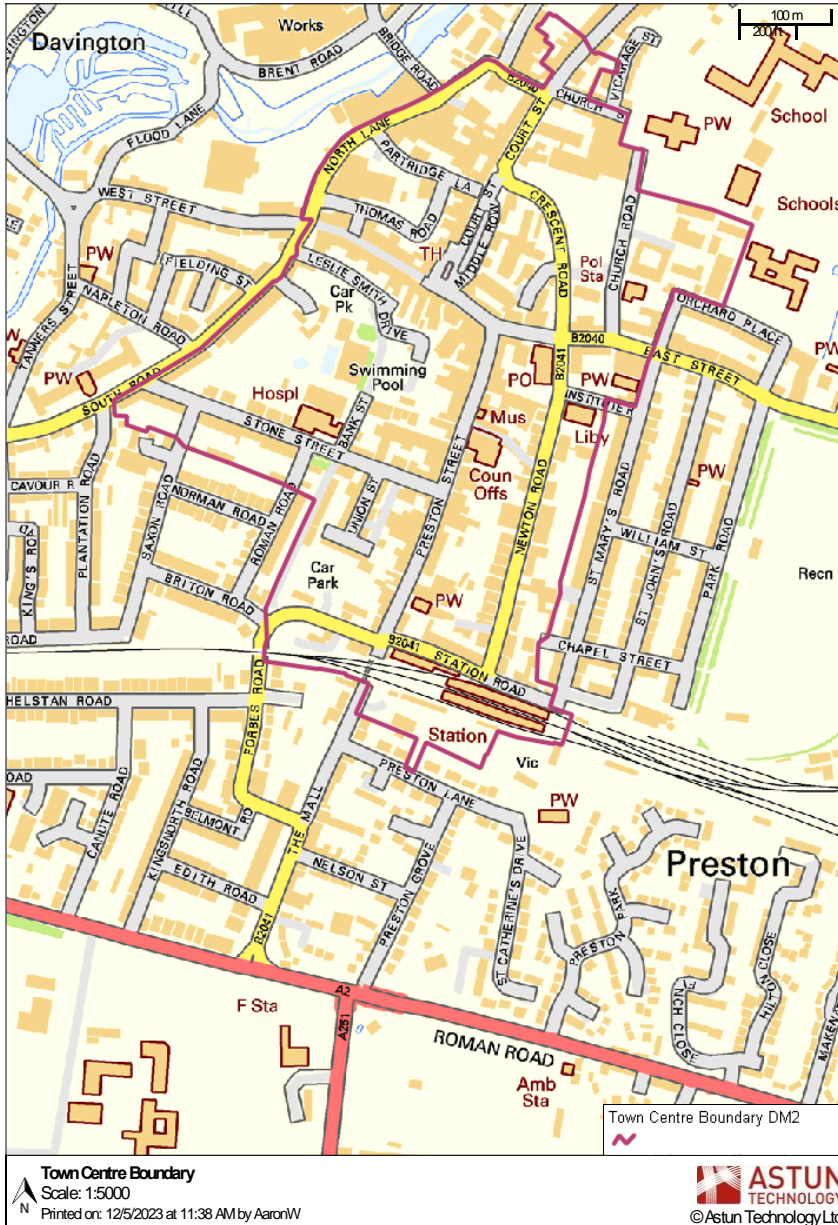 100 m
200 ft
Works
Davington
BRENT ROAD
BRIDGE ROAD
B2040
VICARAGE ST
CHURCH S
School
PW
FLOOD LANE
NORTH LANE
COURT ST
PARTRIDGE LA
WEST STREET
THOMAS ROAD
COURT ST
MIDDLE ROW
CRESCENT ROAD
CHURCH ROAD
Schools
PW
TH
Pol
Sta
FIELDING ST
LESLIE SMITH DRIVE
Car
Pk
NAPLETON ROAD
TANNERS STREET
ORCHARD PLACE
B2040
EAST STREET
B2041
PW
SOUTH ROAD
Hospl
Swimming
Pool
PO
PW
PW
INSTITUTE R
Mus
Liby
STONE STREET
BANK ST
Coun
Offs
PW
CAVOUR R
PLANTATION ROAD
SAXON ROAD
NORMAN ROAD
ROMAN ROAD
UNION ST
PRESTON STREET
NEWTON ROAD
ST MARY'S ROAD
WILLIAM ST
ST JOHN'S ROAD
PARK ROAD
Recn
KING'S ROAD
Car
Park
BRITON ROAD
PW
ROAD
B2041 STATION ROAD
CHAPEL STREET
HELSTAN ROAD
FORBES ROAD
Station
Vic
PRESTON LANE
OAD
CANUTE ROAD
KINGSNORTH ROAD
BELMONT RD
THE MALL
PW
Preston
EDITH ROAD
NELSON ST
PRESTON GROVE
ST CATHERINE'S DRIVE
PRESTON PARK
B2041
FINCH CLOSE
LTON CLOSE
MAKEN
A2
F Sta
A251
ROMAN ROAD
Amb
Sta
Town Centre Boundary DM2
Town Centre Boundary
Scale: 1:5000
N
Printed on: 12/5/2023 at 11:38 AM by AaronW
ASTUN
TECHNOLOGY
© Astun Technology Ltd